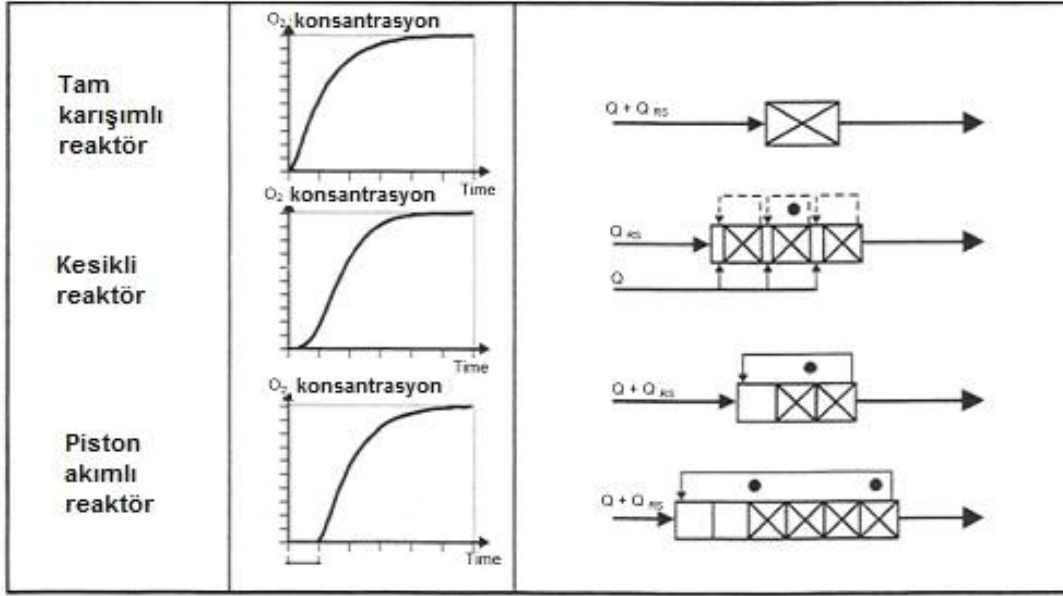 Tam
karışımlı
reaktör
O₂ konsantrasyon
Time
Q + Q RS
Kesikli
reaktör
O₂ konsantrasyon
Time
Q RS
Q
Piston
akımlı
reaktör
O₂ konsantrasyon
Time
Q + Q RS
Q + Q RS